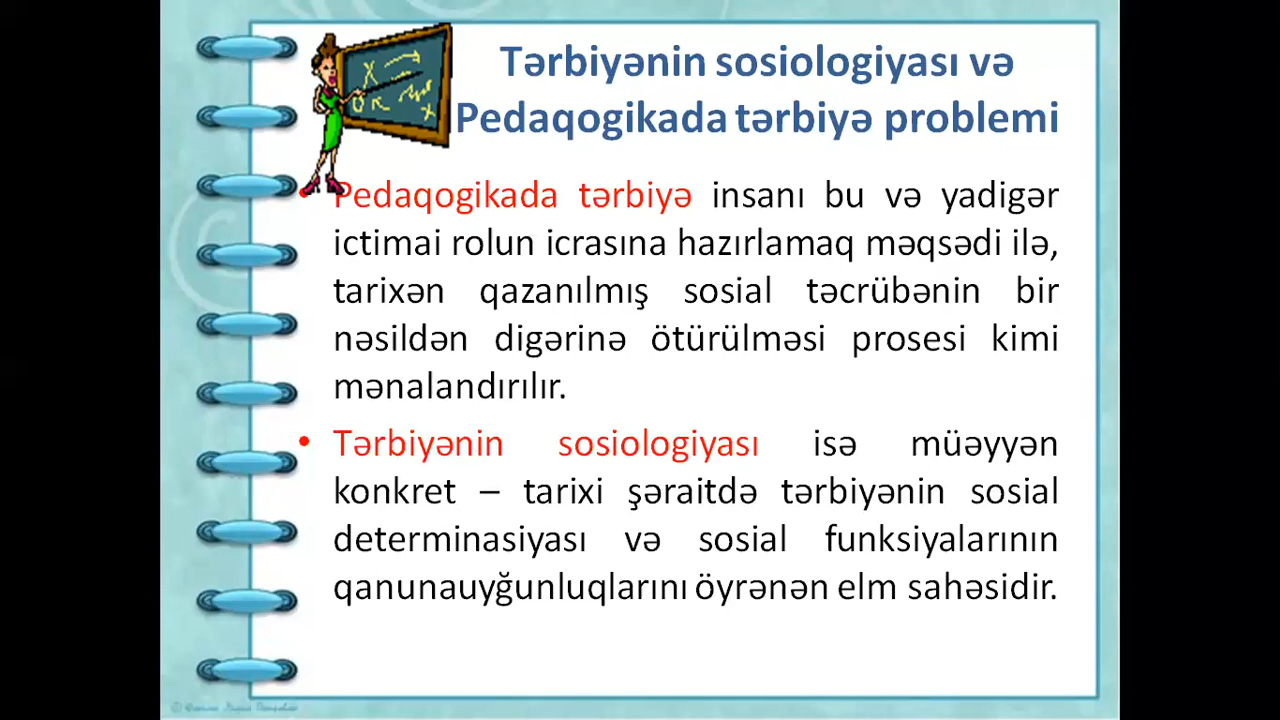 Tərbiyənin sosiologiyası və
Pedaqogikada tərbiyə problemi
• Pedaqogikada tərbiyə insanı bu və yadigər
ictimai rolun icrasına hazırlamaq məqsədi ilə,
tarixən qazanılmış sosial təcrübənin bir
nəsildən digərinə ötürülməsi prosesi kimi
mənalandırılır.
• Tərbiyənin sosiologiyası isə müəyyən
konkret – tarixi şəraitdə tərbiyənin sosial
determinasiyası və sosial funksiyalarının
qanunauyğunluqlarını öyrənən elm sahəsidir.